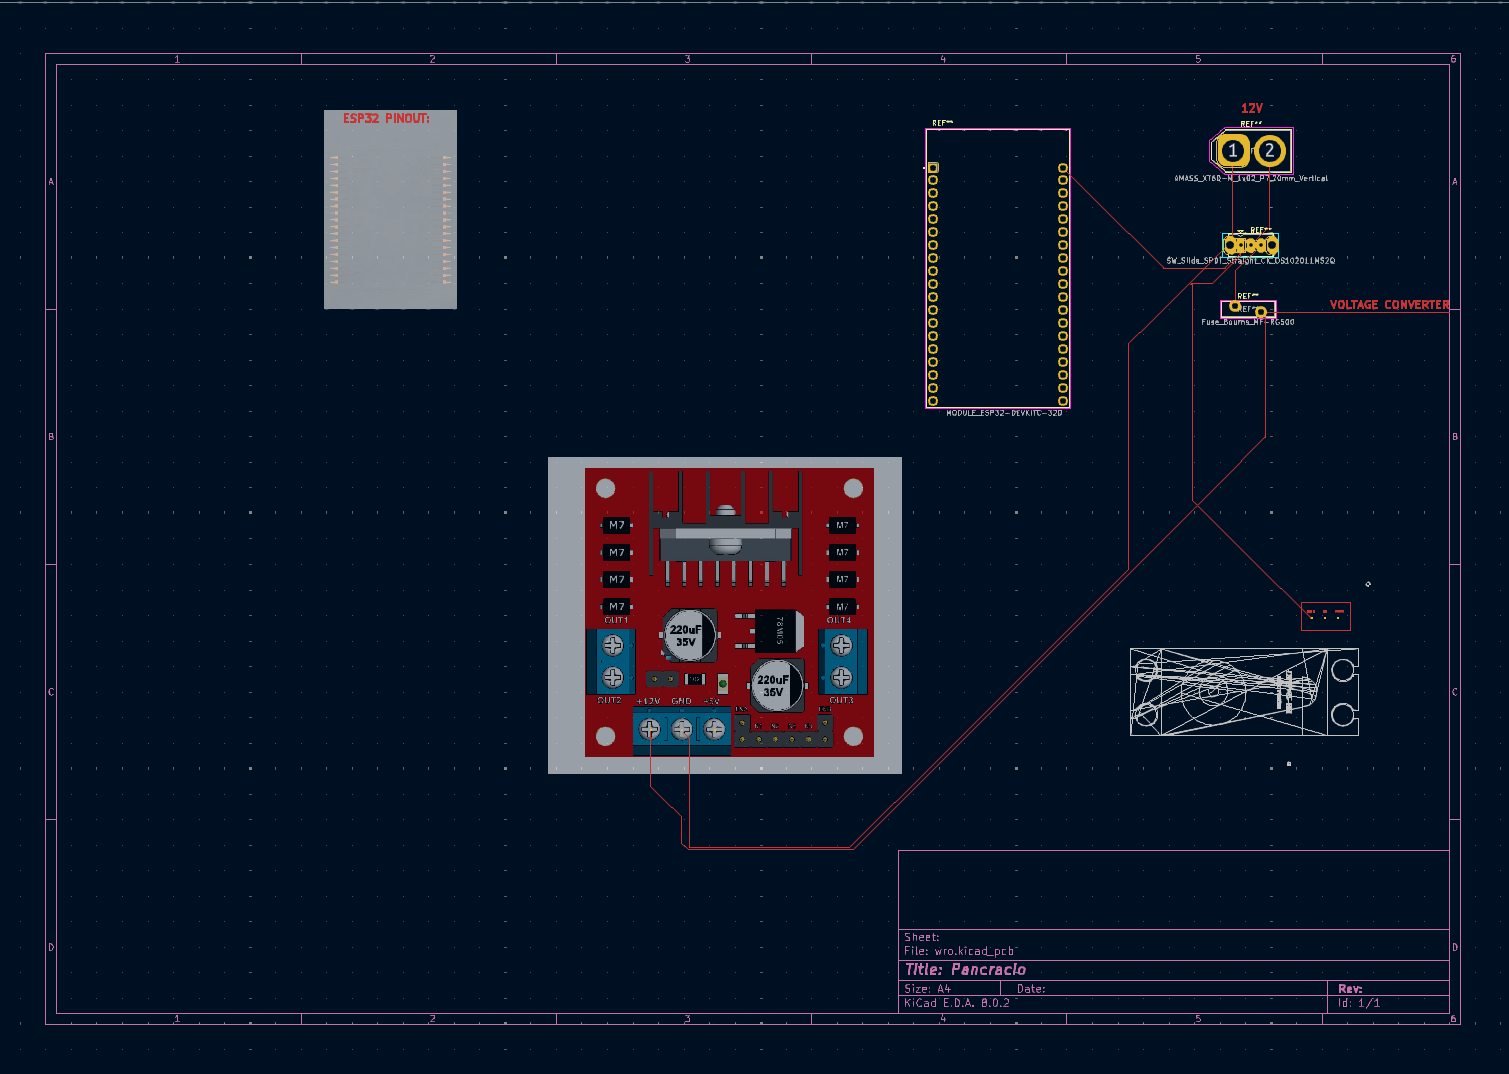 1 2 3 4 5 6
12V
ESP32 PINOUT:
REF**
REF**
1 2
A A
AMASS_XT60-M_1x02_P7.20mm_Vertical
REF**
SW_Slide_SPDT_Straight_CK_OS102011MS2Q
REF**
VOLTAGE CONVERTER
REF**
Fuse_Bourns_MF-RG500
MODULE_ESP32-DEVKITC-32D
B B
M7 M7
M7 M7
M7 M7
M7 M7
OUT1 OUT4
220uF
35V
78M05
220uF
35V
C C
OUT2 +12V GND +5V OUT3
Sheet:
File: wro.kicad_pcb
D D
Title: Pancracio
Size: A4 Date: Rev:
KiCad E.D.A. 8.0.2 Id: 1/1
1 2 3 4 5 6